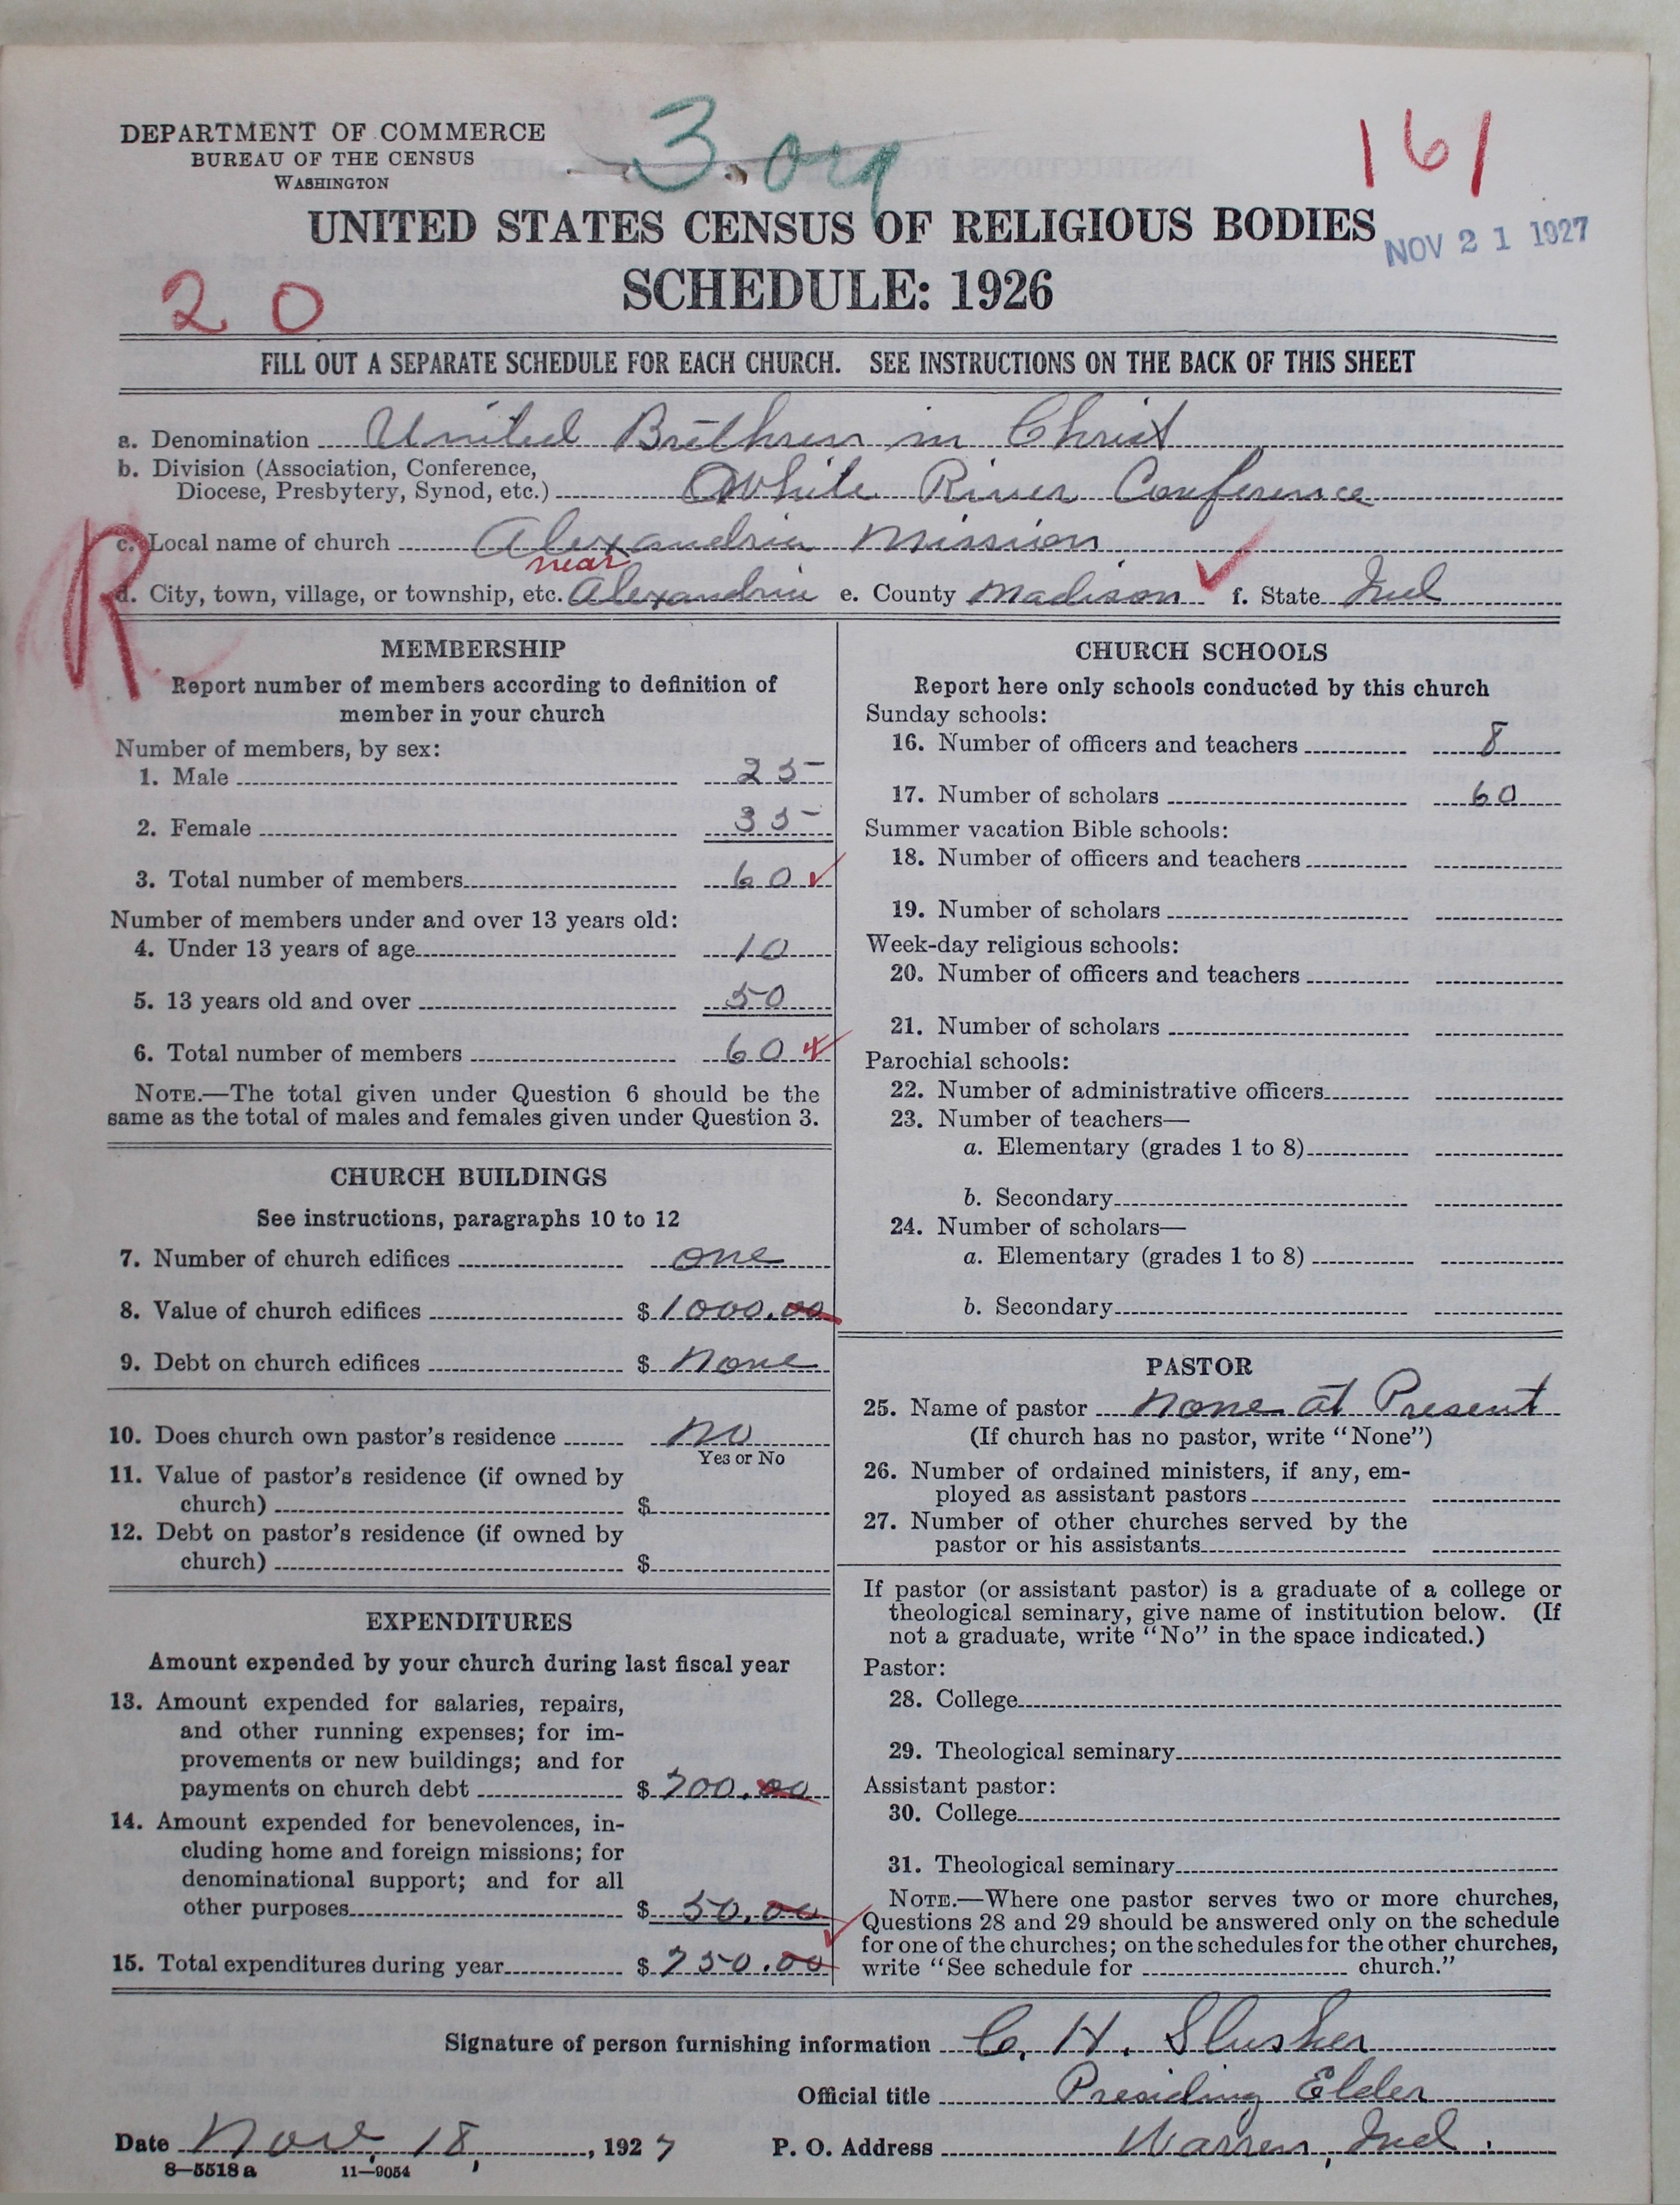 DEPARTMENT OF COMMERCE
BUREAU OF THE CENSUS
WASHINGTON
3. org
161
UNITED STATES CENSUS OF RELIGIOUS BODIES
NOV 21 1927
SCHEDULE: 1926
20
FILL OUT A SEPARATE SCHEDULE FOR EACH CHURCH. SEE INSTRUCTIONS ON THE BACK OF THIS SHEET
a. Denomination United Brethren in Christ
b. Division (Association, Conference,
Diocese, Presbytery, Synod, etc.) White River Conference
R
c. Local name of church Alexandria Mission
near
d. City, town, village, or township, etc. Alexandria e. County Madison ✓ f. State Ind
MEMBERSHIP
Report number of members according to definition of
member in your church
Number of members, by sex:
1. Male 25
2. Female 35
3. Total number of members 60 ✓
Number of members under and over 13 years old:
4. Under 13 years of age 10
5. 13 years old and over 50
6. Total number of members 60 ✓
NOTE.—The total given under Question 6 should be the
same as the total of males and females given under Question 3.
CHURCH BUILDINGS
See instructions, paragraphs 10 to 12
7. Number of church edifices one
8. Value of church edifices $ 1000.00
9. Debt on church edifices $ None
10. Does church own pastor's residence No
Yes or No
11. Value of pastor's residence (if owned by
church) $
12. Debt on pastor's residence (if owned by
church) $
EXPENDITURES
Amount expended by your church during last fiscal year
13. Amount expended for salaries, repairs,
and other running expenses; for im-
provements or new buildings; and for
payments on church debt $ 200.00
14. Amount expended for benevolences, in-
cluding home and foreign missions; for
denominational support; and for all
other purposes $ 50.00
15. Total expenditures during year $ 250.00 ✓
CHURCH SCHOOLS
Report here only schools conducted by this church
Sunday schools:
16. Number of officers and teachers 8
17. Number of scholars 60
Summer vacation Bible schools:
18. Number of officers and teachers
19. Number of scholars
Week-day religious schools:
20. Number of officers and teachers
21. Number of scholars
Parochial schools:
22. Number of administrative officers
23. Number of teachers—
a. Elementary (grades 1 to 8)
b. Secondary
24. Number of scholars—
a. Elementary (grades 1 to 8)
b. Secondary
PASTOR
25. Name of pastor None at Present
(If church has no pastor, write "None")
26. Number of ordained ministers, if any, em-
ployed as assistant pastors
27. Number of other churches served by the
pastor or his assistants
If pastor (or assistant pastor) is a graduate of a college or
theological seminary, give name of institution below. (If
not a graduate, write "No" in the space indicated.)
Pastor:
28. College
29. Theological seminary
Assistant pastor:
30. College
31. Theological seminary
NOTE.—Where one pastor serves two or more churches,
Questions 28 and 29 should be answered only on the schedule
for one of the churches; on the schedules for the other churches,
write "See schedule for church."
Signature of person furnishing information C. H. Slusher
Official title Presiding Elder
Date Nov. 18, 1927 P. O. Address Warren, Ind.
8—5518 a 11—9054